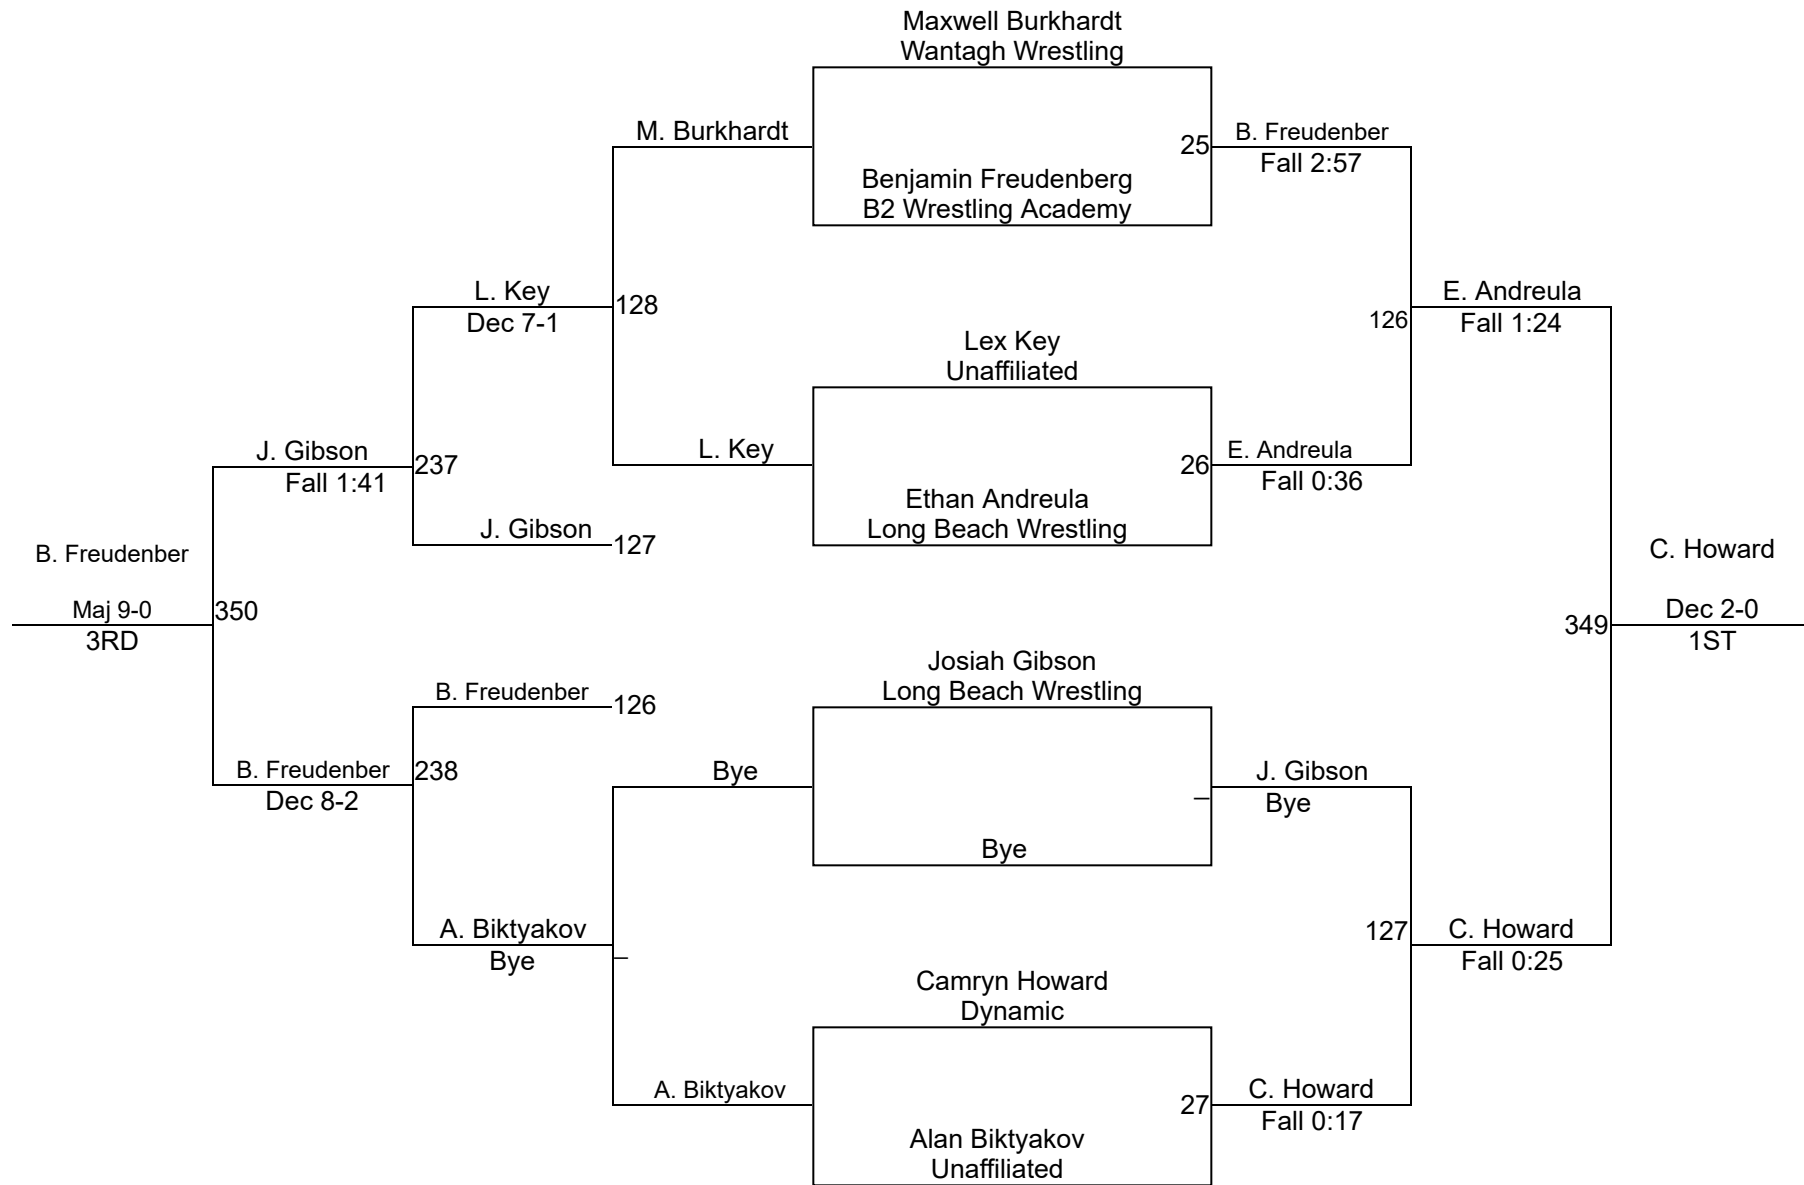 Maxwell Burkhardt
Wantagh Wrestling
M. Burkhardt
25
B. Freudenber
Fall 2:57
Benjamin Freudenberg
B2 Wrestling Academy
L. Key
Dec 7-1
128
126
E. Andreula
Fall 1:24
Lex Key
Unaffiliated
J. Gibson
Fall 1:41
237
L. Key
26
E. Andreula
Fall 0:36
Ethan Andreula
Long Beach Wrestling
J. Gibson
127
B. Freudenber
Maj 9-0
3RD
350
C. Howard
349
Dec 2-0
1ST
Josiah Gibson
Long Beach Wrestling
B. Freudenber
126
B. Freudenber
Dec 8-2
238
Bye
_
J. Gibson
Bye
Bye
A. Biktyakov
Bye
_
127
C. Howard
Fall 0:25
Camryn Howard
Dynamic
A. Biktyakov
27
C. Howard
Fall 0:17
Alan Biktyakov
Unaffiliated